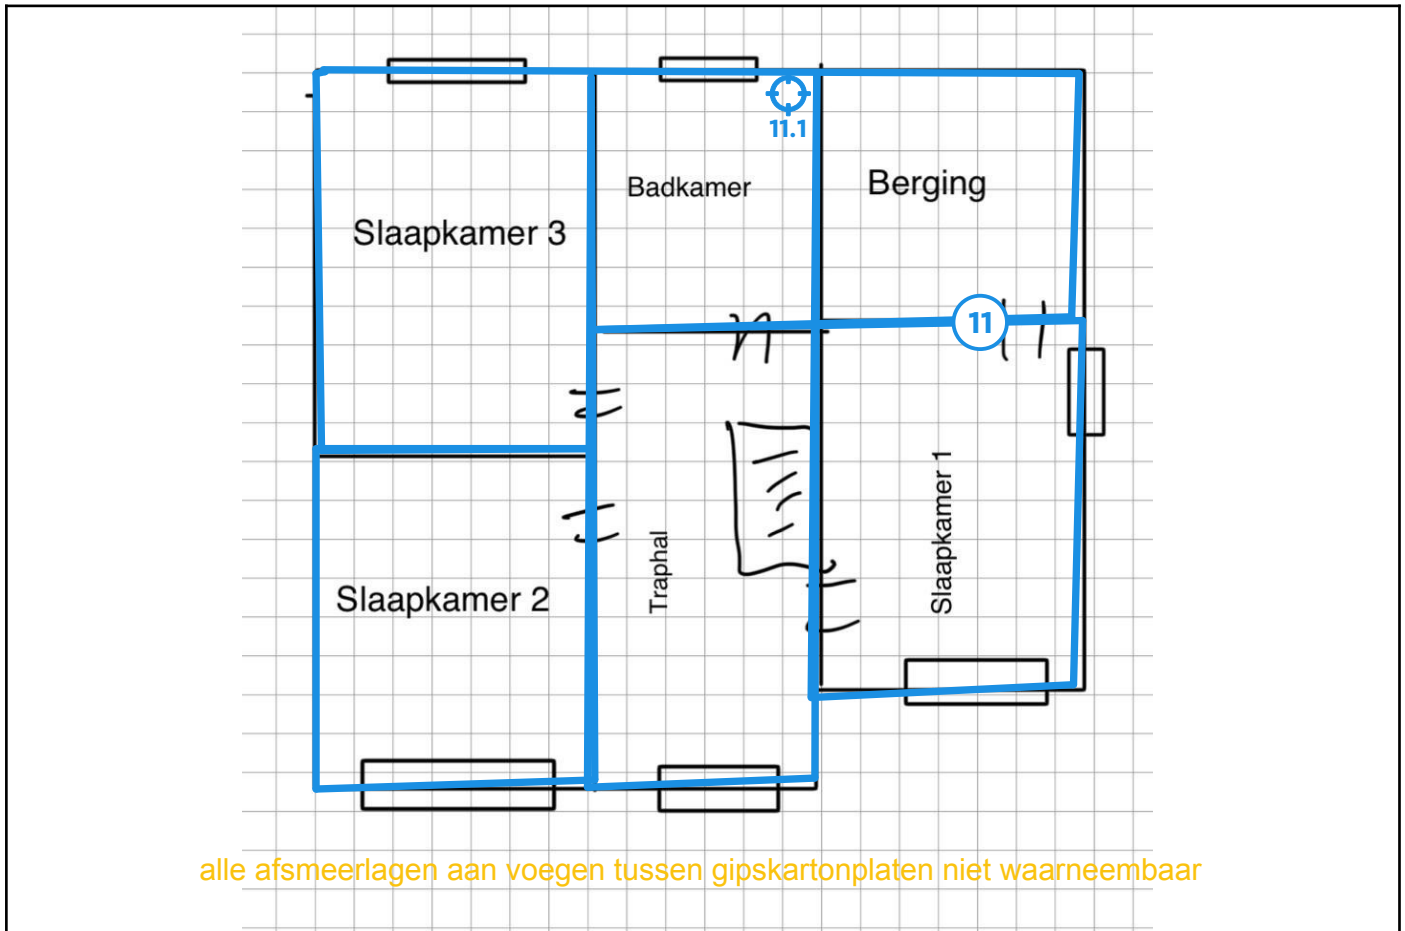 11.1
Badkamer
Berging
Slaapkamer 3
11
Slaapkamer 1
Traphal
Slaapkamer 2
alle afsmeerlagen aan voegen tussen gipskartonplaten niet waarneembaar